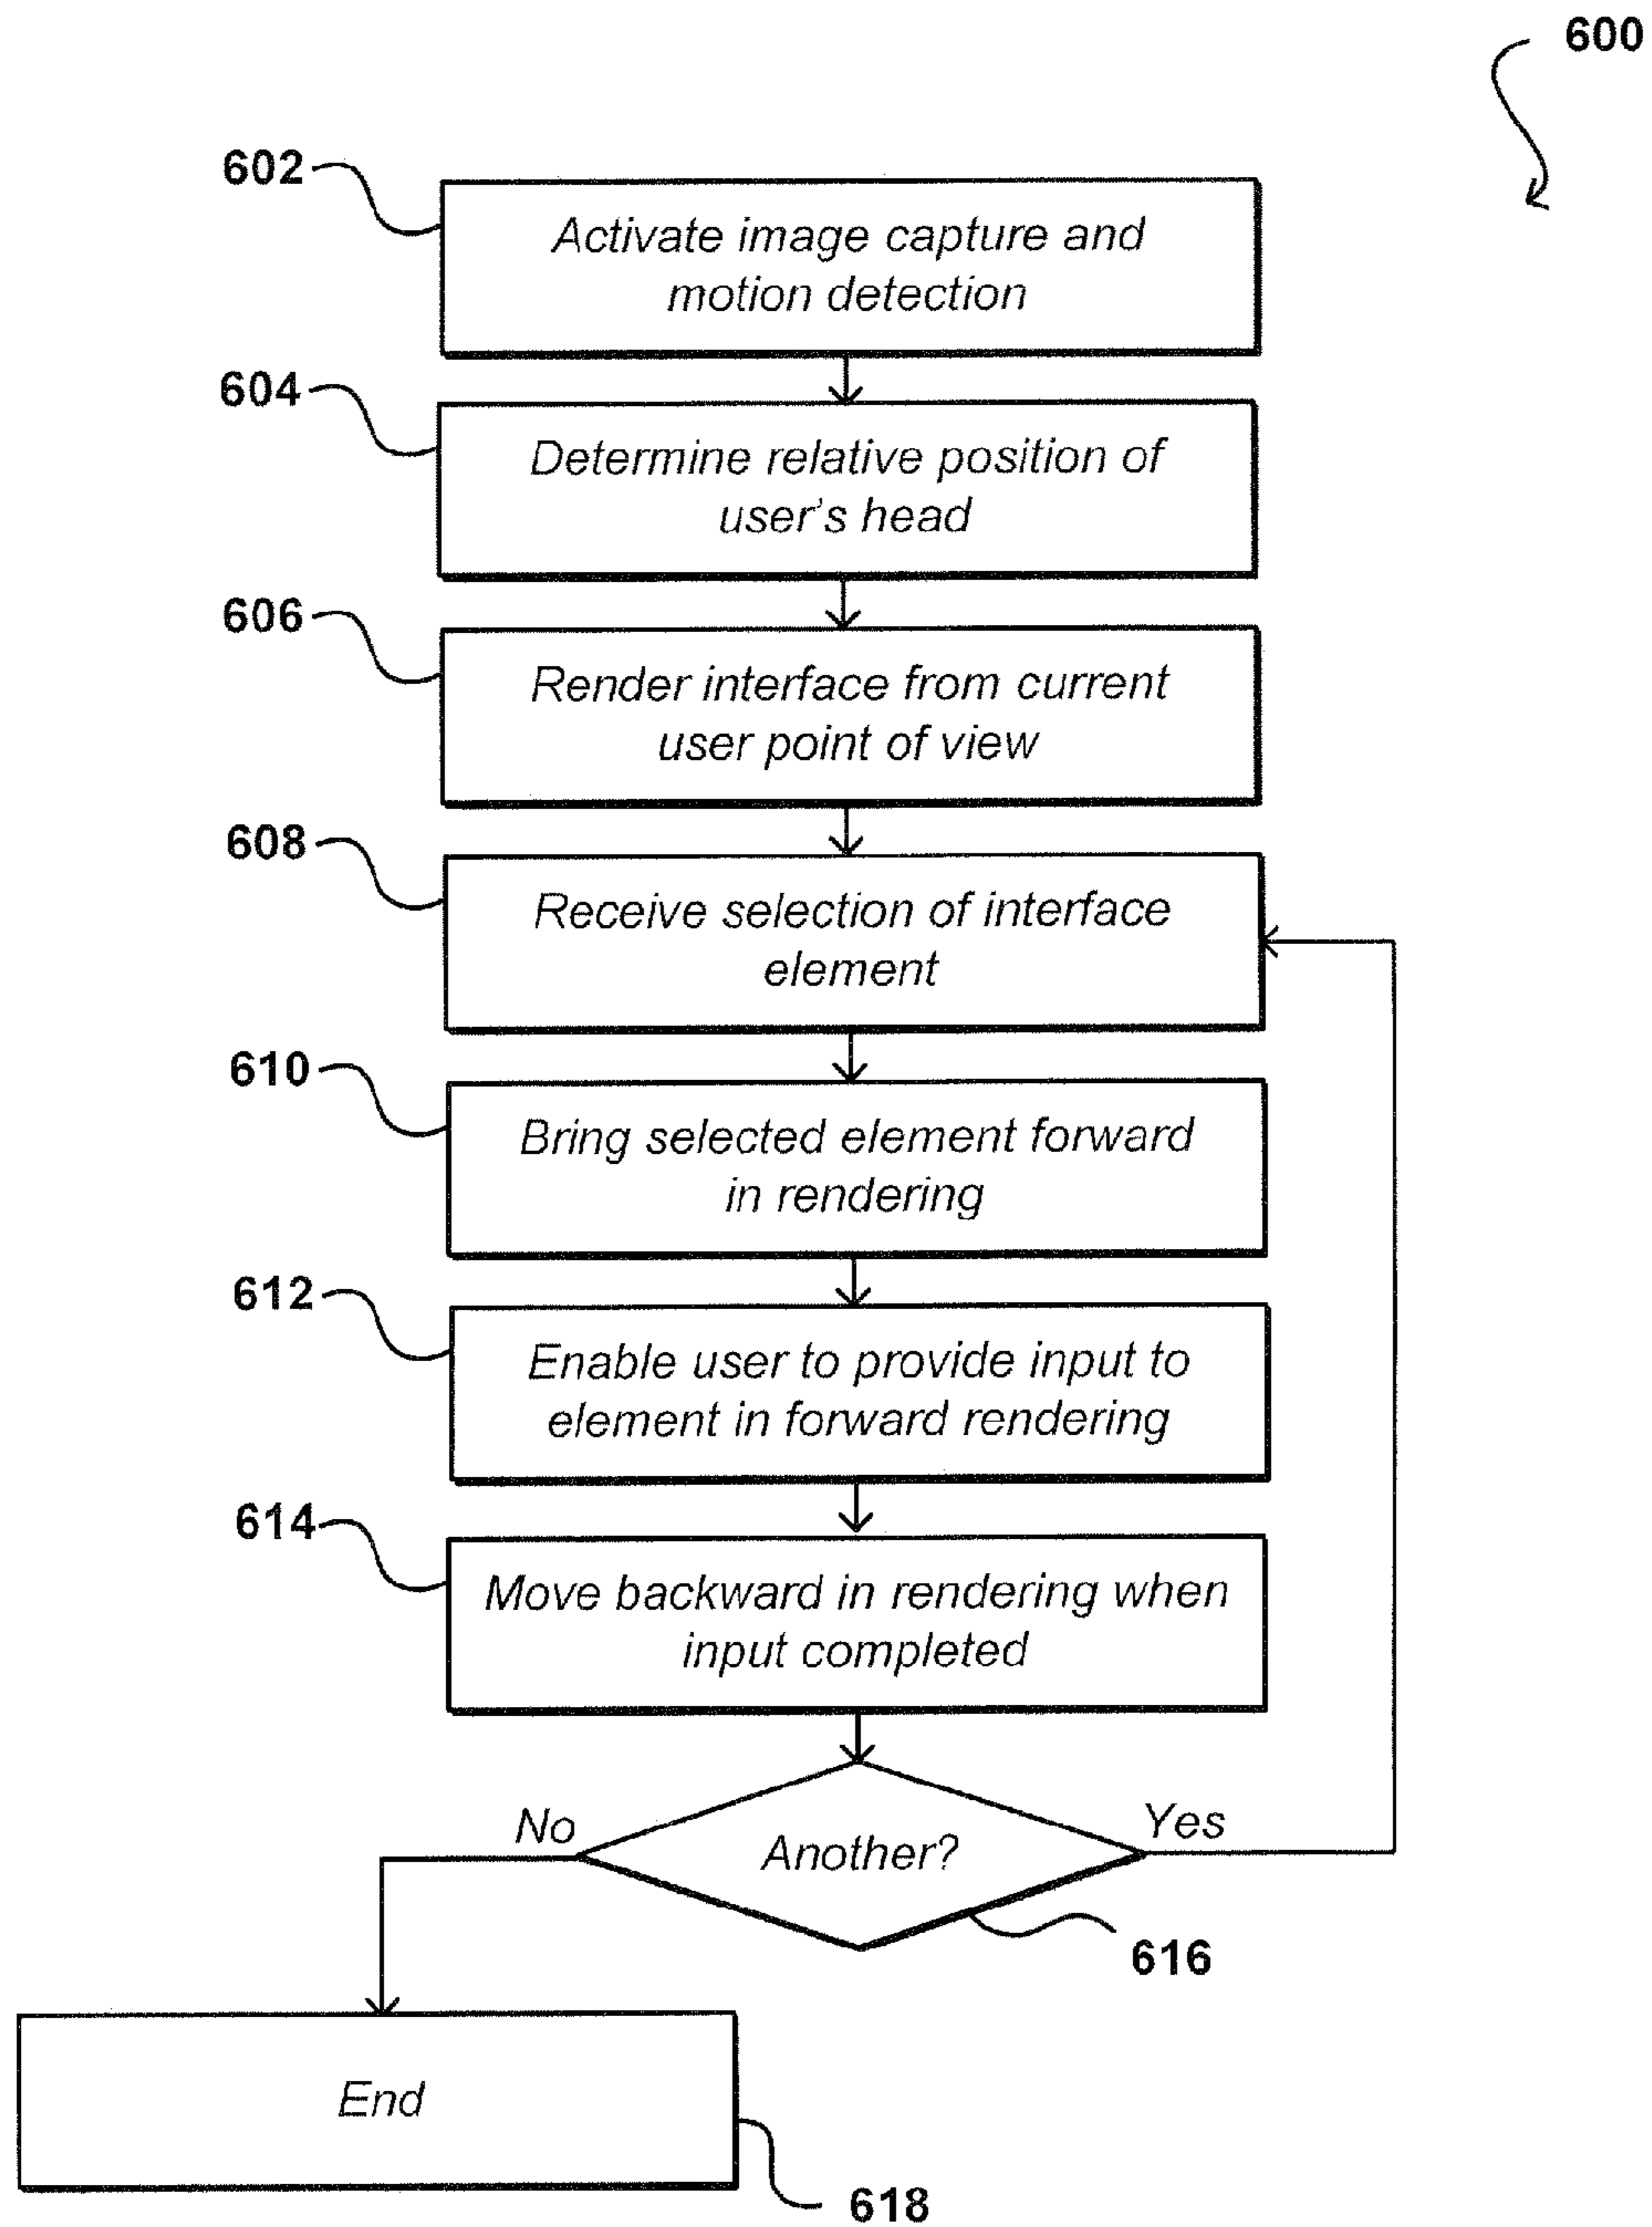 600
602
Activate image capture and
motion detection
604
Determine relative position of
user's head
606
Render interface from current
user point of view
608
Receive selection of interface
element
610
Bring selected element forward
in rendering
612
Enable user to provide input to
element in forward rendering
614
Move backward in rendering when
input completed
No
Another?
Yes
616
End
618